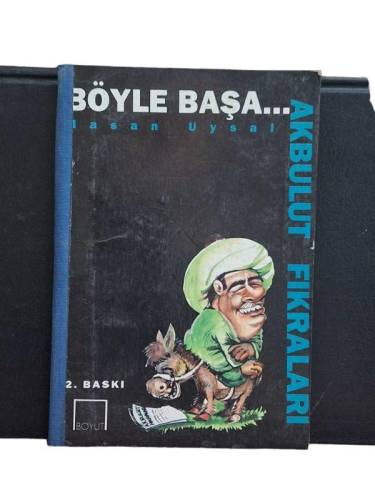 BÖYLE BAŞA...
Hasan Uysal
AKBULUT FIKRALARI
2. BASKI
BOYUT